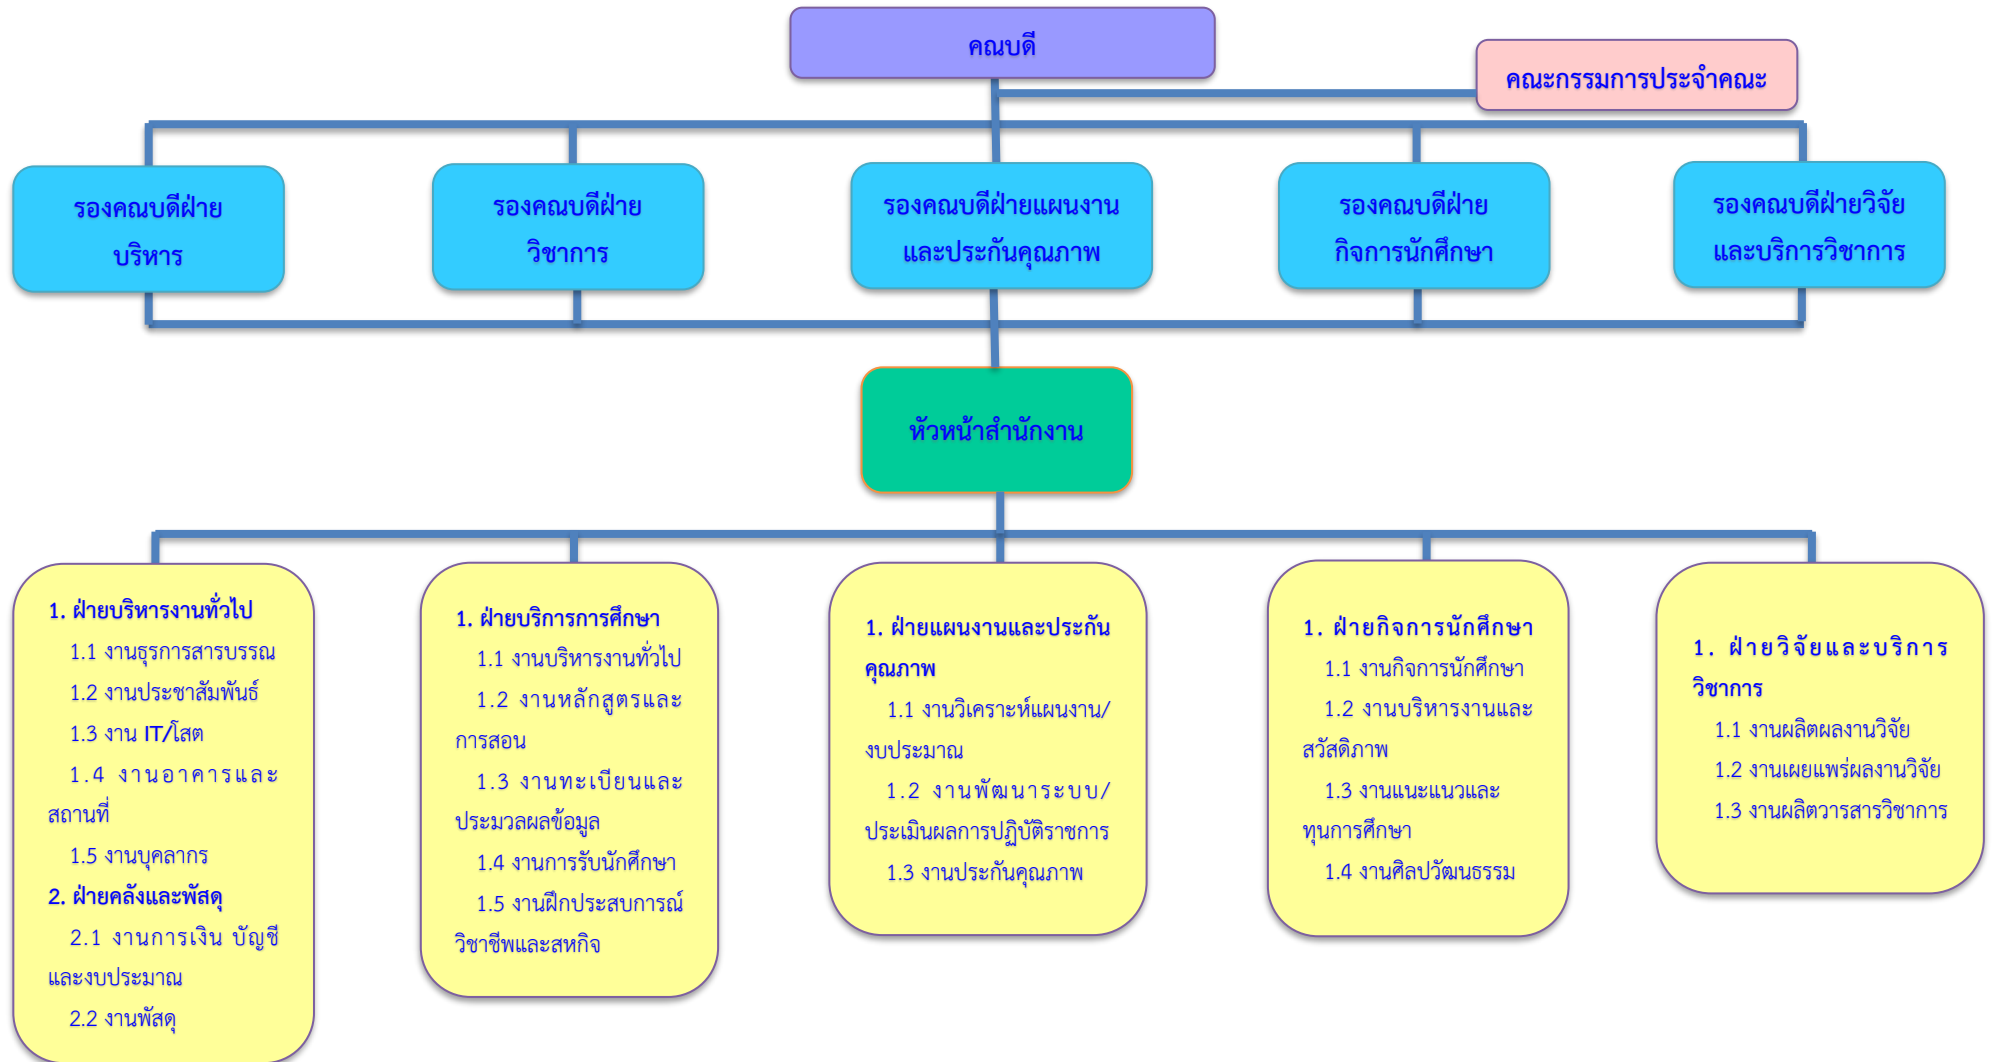 คณบดี
คณะกรรมการประจำคณะ
รองคณบดีฝ่าย
บริหาร
รองคณบดีฝ่าย
วิชาการ
รองคณบดีฝ่ายแผนงาน
และประกันคุณภาพ
รองคณบดีฝ่าย
กิจการนักศึกษา
รองคณบดีฝ่ายวิจัย
และบริการวิชาการ
หัวหน้าสำนักงาน
1. ฝ่ายบริหารงานทั่วไป
1.1 งานธุรการสารบรรณ
1.2 งานประชาสัมพันธ์
1.3 งาน IT/โสต
1.4 งานอาคารและ
สถานที่
1.5 งานบุคลากร
2. ฝ่ายคลังและพัสดุ
2.1 งานการเงิน บัญชี
และงบประมาณ
2.2 งานพัสดุ
1. ฝ่ายบริการการศึกษา
1.1 งานบริหารงานทั่วไป
1.2 งานหลักสูตรและ
การสอน
1.3 งานทะเบียนและ
ประมวลผลข้อมูล
1.4 งานการรับนักศึกษา
1.5 งานฝึกประสบการณ์
วิชาชีพและสหกิจ
1. ฝ่ายแผนงานและประกัน
คุณภาพ
1.1 งานวิเคราะห์แผนงาน/
งบประมาณ
1.2 งานพัฒนาระบบ/
ประเมินผลการปฏิบัติราชการ
1.3 งานประกันคุณภาพ
1. ฝ่ายกิจการนักศึกษา
1.1 งานกิจการนักศึกษา
1.2 งานบริหารงานและ
สวัสดิภาพ
1.3 งานแนะแนวและ
ทุนการศึกษา
1.4 งานศิลปวัฒนธรรม
1. ฝ่ายวิจัยและบริการ
วิชาการ
1.1 งานผลิตผลงานวิจัย
1.2 งานเผยแพร่ผลงานวิจัย
1.3 งานผลิตวารสารวิชาการ